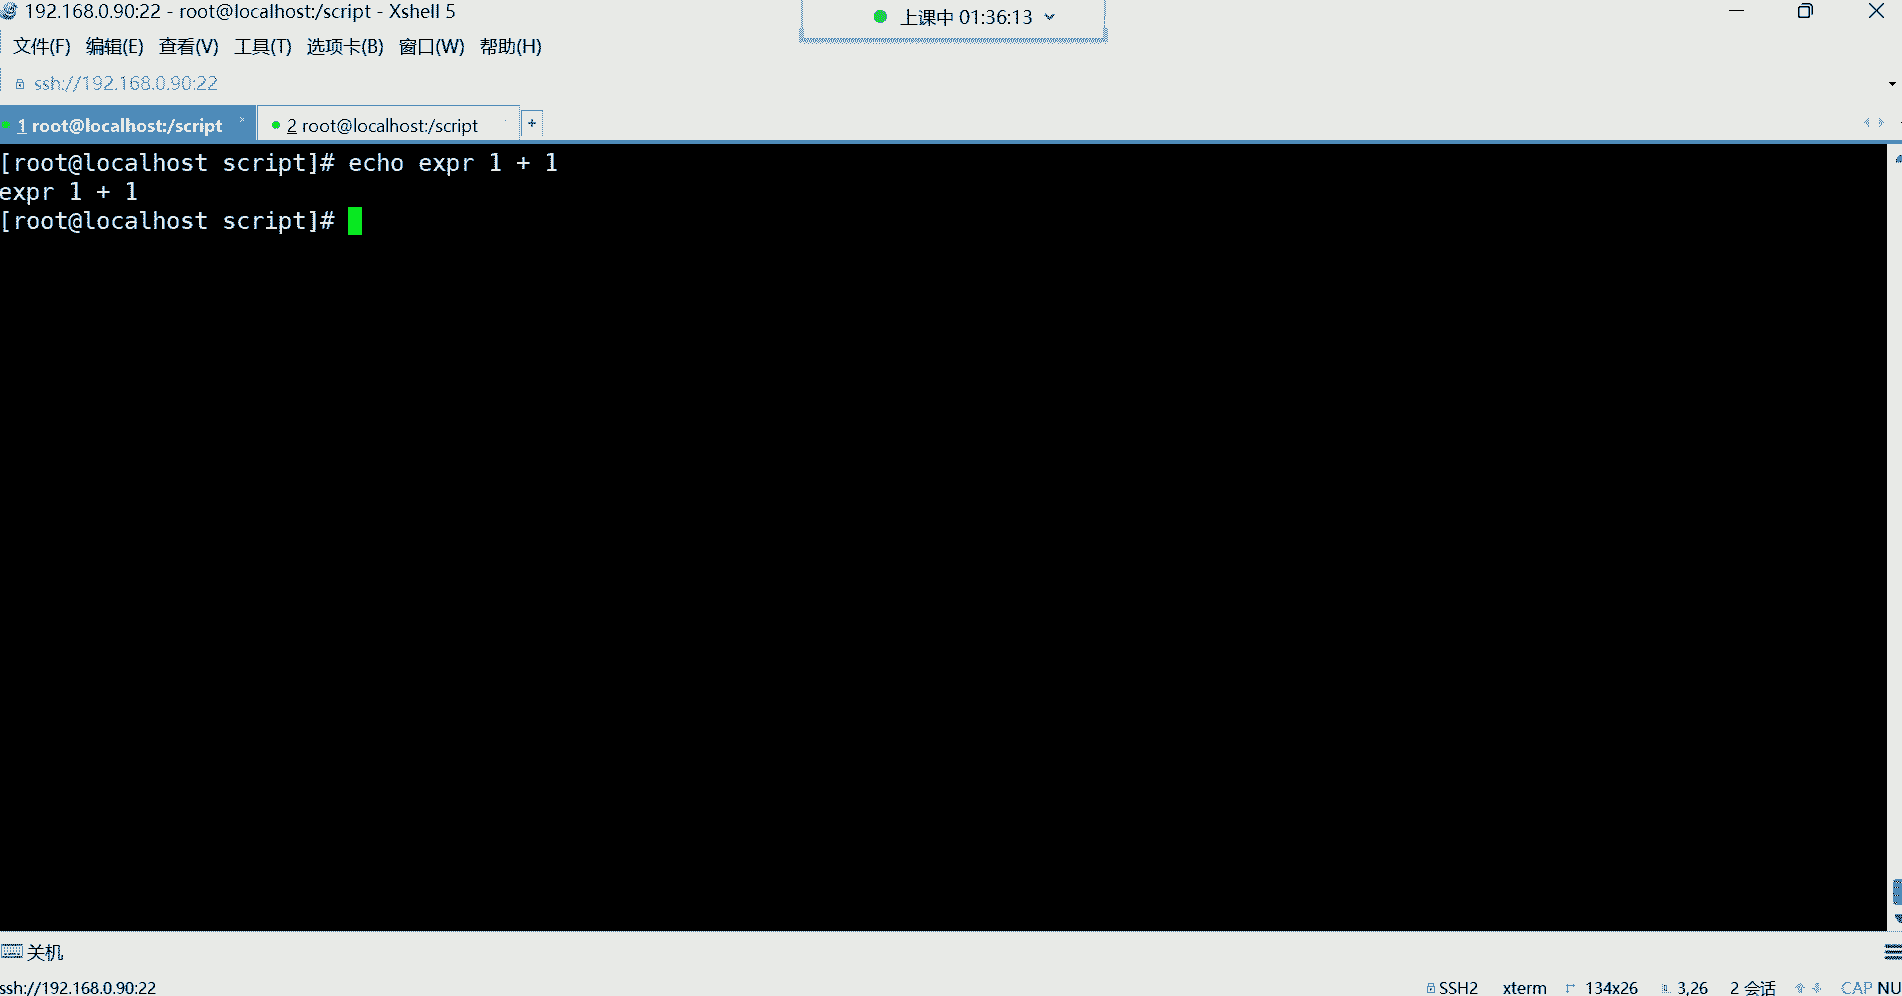 192.168.0.90:22 - root@localhost:/script - Xshell 5
上课中 01:36:13
文件(F) 编辑(E) 查看(V) 工具(T) 选项卡(B) 窗口(W) 帮助(H)
ssh://192.168.0.90:22
1 root@localhost:/script 2 root@localhost:/script +
[root@localhost script]# echo expr 1 + 1
expr 1 + 1
[root@localhost script]#
关机
ssh://192.168.0.90:22 SSH2 xterm 134x26 3,26 2 会话 CAP NU